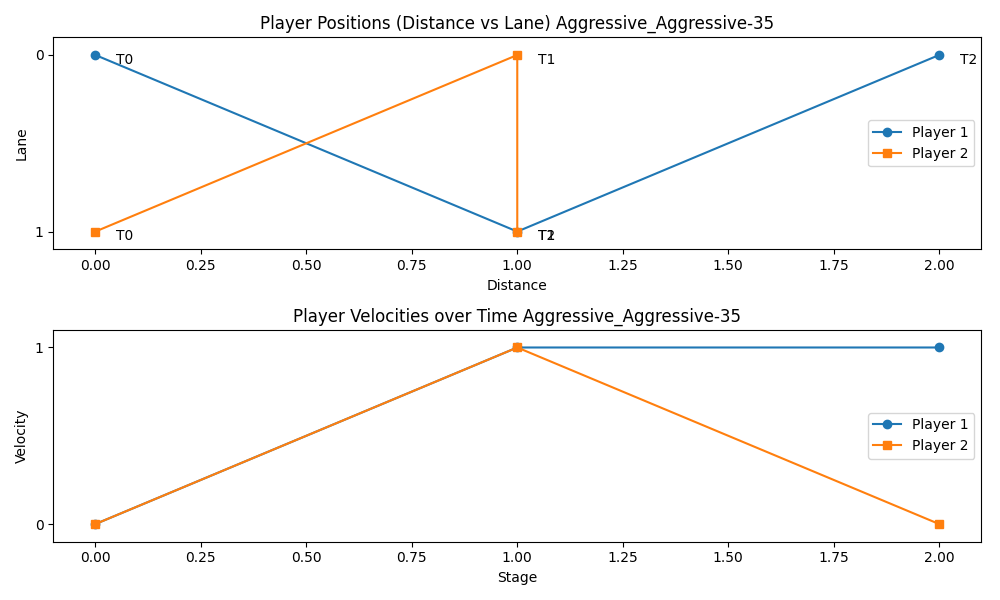 Player Positions (Distance vs Lane) Aggressive_Aggressive-35
0
1
Lane
T0
T0
T1
T2
Player 1
Player 2
0.00 0.25 0.50 0.75 1.00 1.25 1.50 1.75 2.00
Distance
Player Velocities over Time Aggressive_Aggressive-35
1
0
Velocity
Player 1
Player 2
0.00 0.25 0.50 0.75 1.00 1.25 1.50 1.75 2.00
Stage